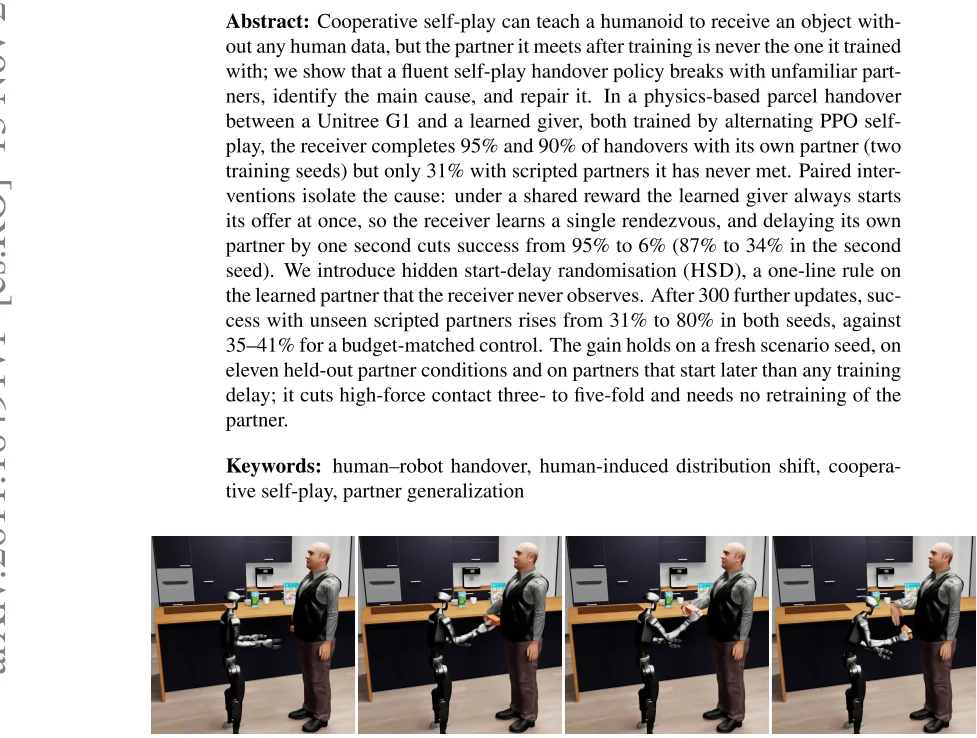 Abstract: Cooperative self-play can teach a humanoid to receive an object with-
out any human data, but the partner it meets after training is never the one it trained
with; we show that a fluent self-play handover policy breaks with unfamiliar part-
ners, identify the main cause, and repair it. In a physics-based parcel handover
between a Unitree G1 and a learned giver, both trained by alternating PPO self-
play, the receiver completes 95% and 90% of handovers with its own partner (two
training seeds) but only 31% with scripted partners it has never met. Paired inter-
ventions isolate the cause: under a shared reward the learned giver always starts
its offer at once, so the receiver learns a single rendezvous, and delaying its own
partner by one second cuts success from 95% to 6% (87% to 34% in the second
seed). We introduce hidden start-delay randomisation (HSD), a one-line rule on
the learned partner that the receiver never observes. After 300 further updates, suc-
cess with unseen scripted partners rises from 31% to 80% in both seeds, against
35–41% for a budget-matched control. The gain holds on a fresh scenario seed, on
eleven held-out partner conditions and on partners that start later than any training
delay; it cuts high-force contact three- to five-fold and needs no retraining of the
partner.
Keywords: human–robot handover, human-induced distribution shift, coopera-
tive self-play, partner generalization